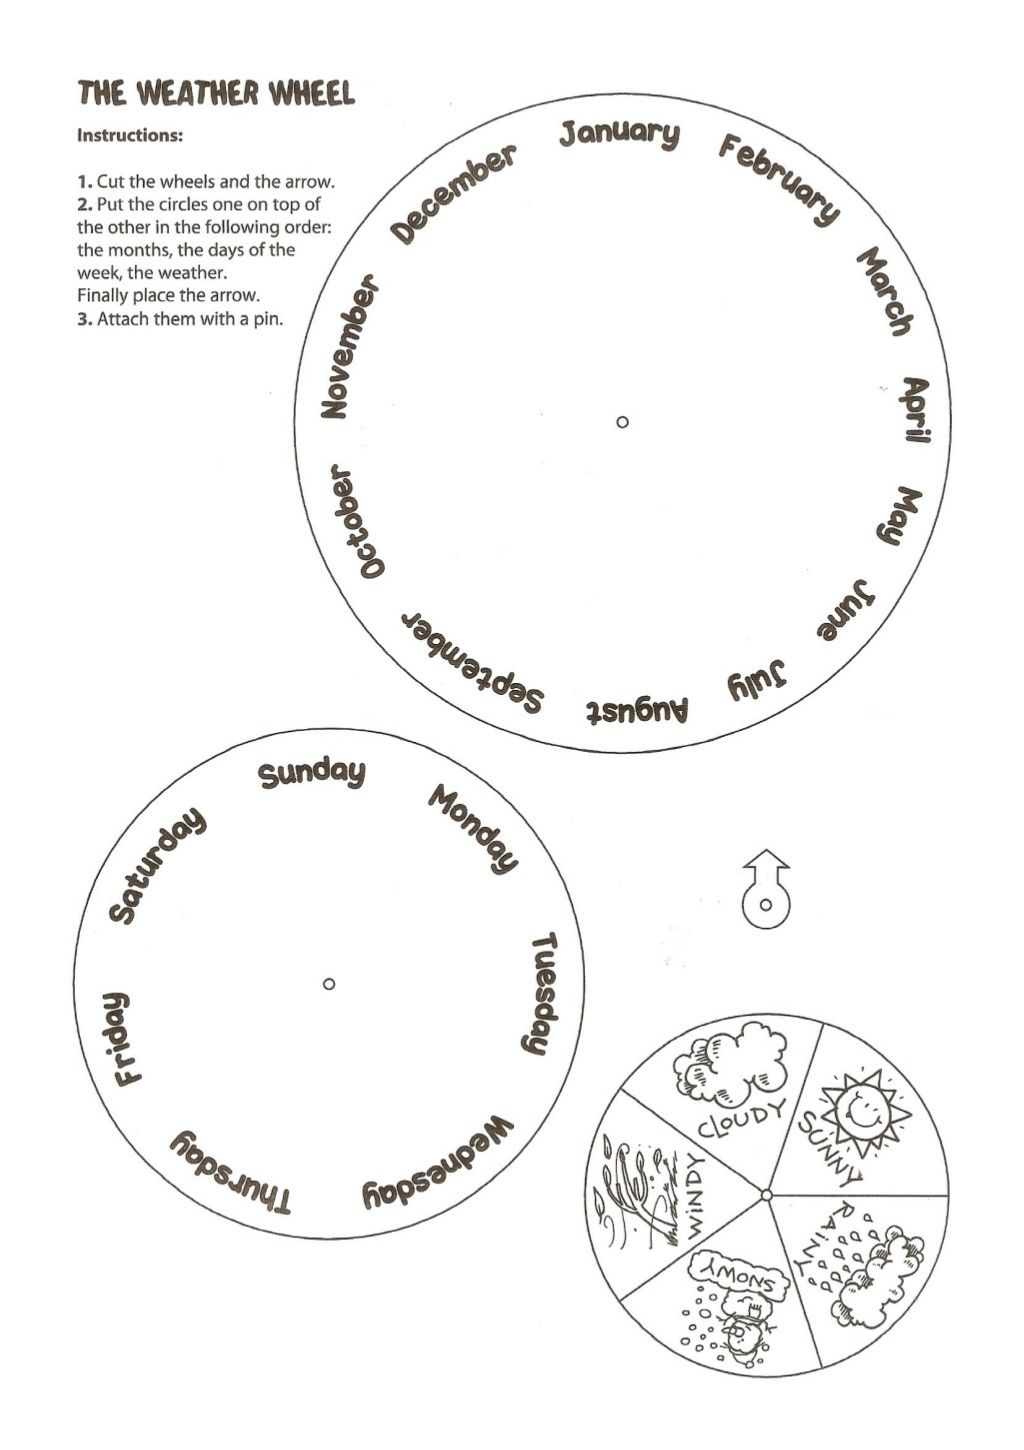 THE WEATHER WHEEL
Instructions:
1. Cut the wheels and the arrow.
2. Put the circles one on top of
the other in the following order:
the months, the days of the
week, the weather.
Finally place the arrow.
3. Attach them with a pin.
January
February
March
April
May
June
July
August
September
October
November
December
Sunday
Monday
Tuesday
Wednesday
Thursday
Friday
Saturday
CLOUDY
SUNNY
RAINY
SNOWY
WINDY